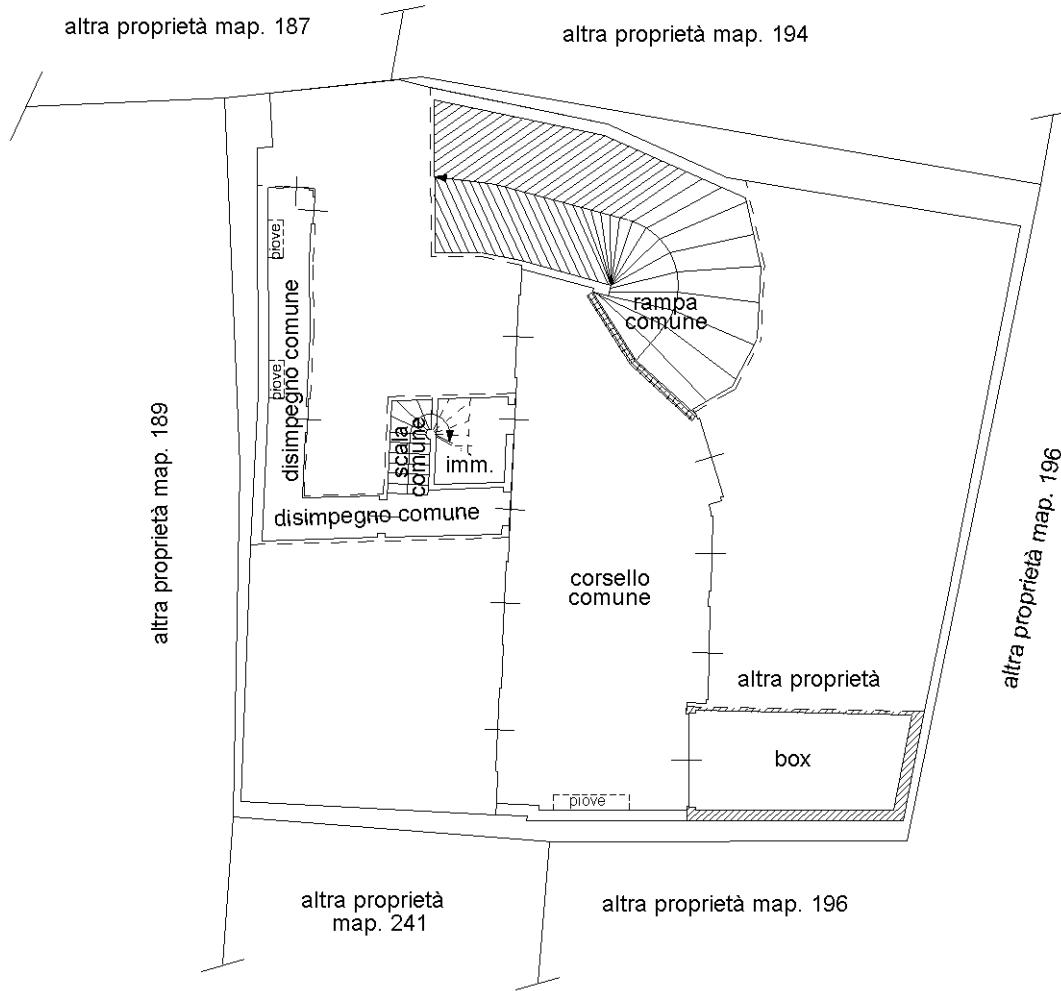 altra proprietà map. 187
altra proprietà map. 194
piove
disimpegno comune
piove
rampa
comune
altra proprietà map. 189
scala
comune
imm.
disimpegno comune
altra proprietà map. 196
corsello
comune
altra proprietà
box
piove
altra proprietà
map. 241
altra proprietà map. 196